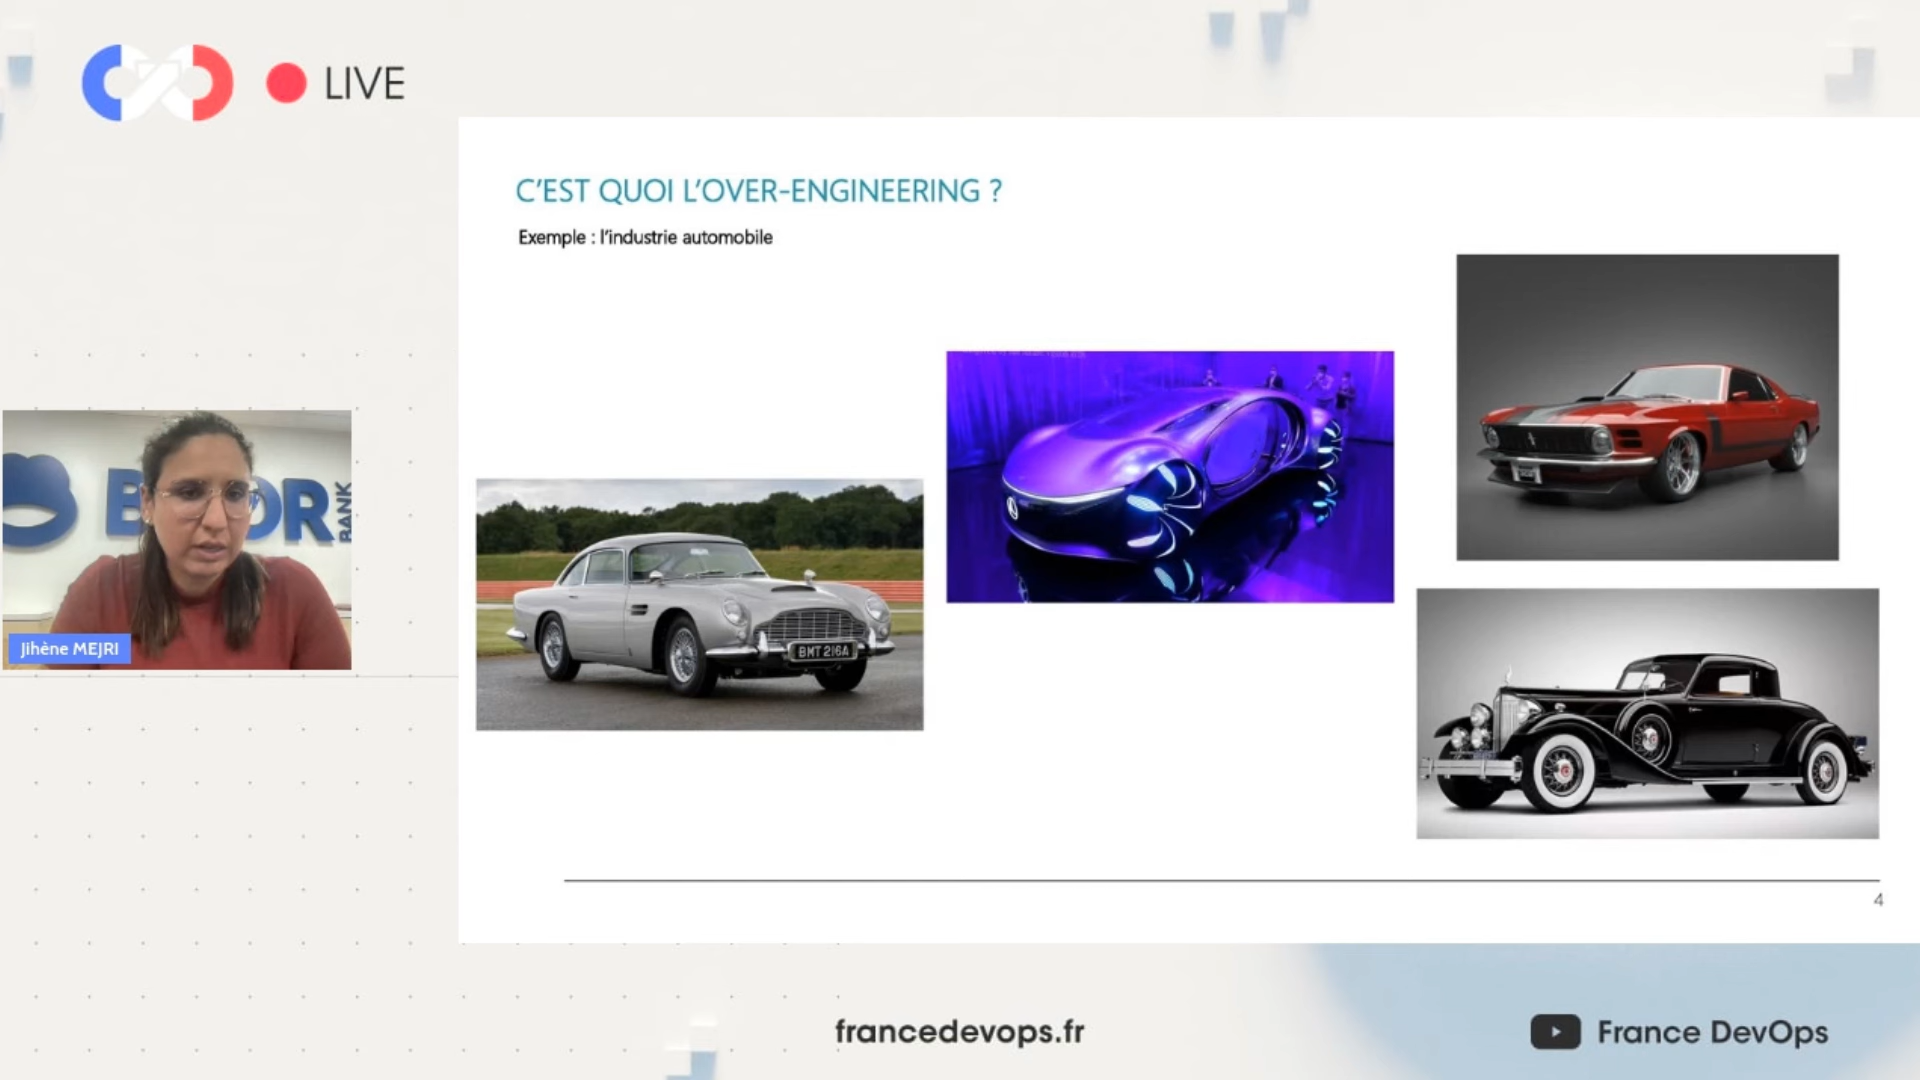 LIVE
C'EST QUOI L'OVER-ENGINEERING ?
Exemple : l'industrie automobile
BANK
Jihène MEJRI
BMT 216A
4
francedevops.fr
France DevOps